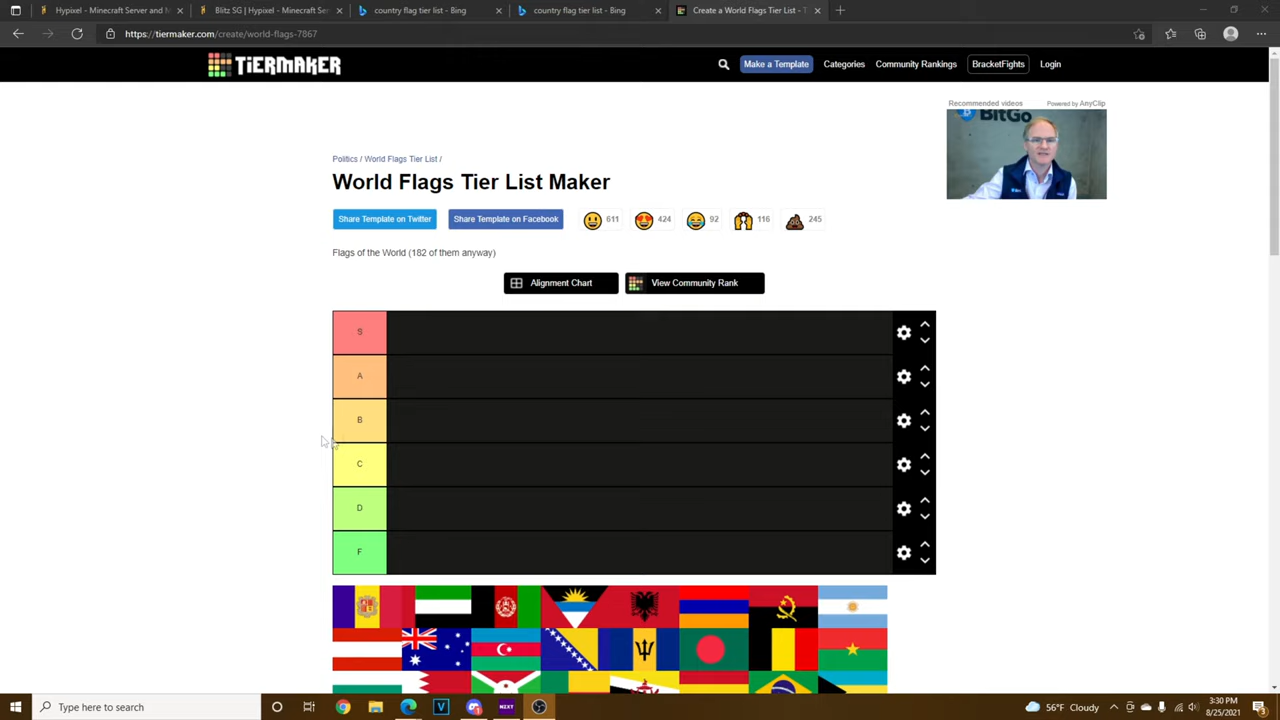 Hypixel - Minecraft Server and M
Blitz SG | Hypixel - Minecraft Ser
country flag tier list - Bing
country flag tier list - Bing
Create a World Flags Tier List - T
https://tiermaker.com/create/world-flags-7867
TIERMAKER
Make a Template
Categories
Community Rankings
BracketFights
Login
Recommended videos
Powered by AnyClip
BitGo
Politics / World Flags Tier List /
World Flags Tier List Maker
Share Template on Twitter
Share Template on Facebook
611
424
92
116
245
Flags of the World (182 of them anyway)
Alignment Chart
View Community Rank
S
A
B
C
D
F
Type here to search
V
NZXT
56°F Cloudy
3:30 PM
8/25/2021
3